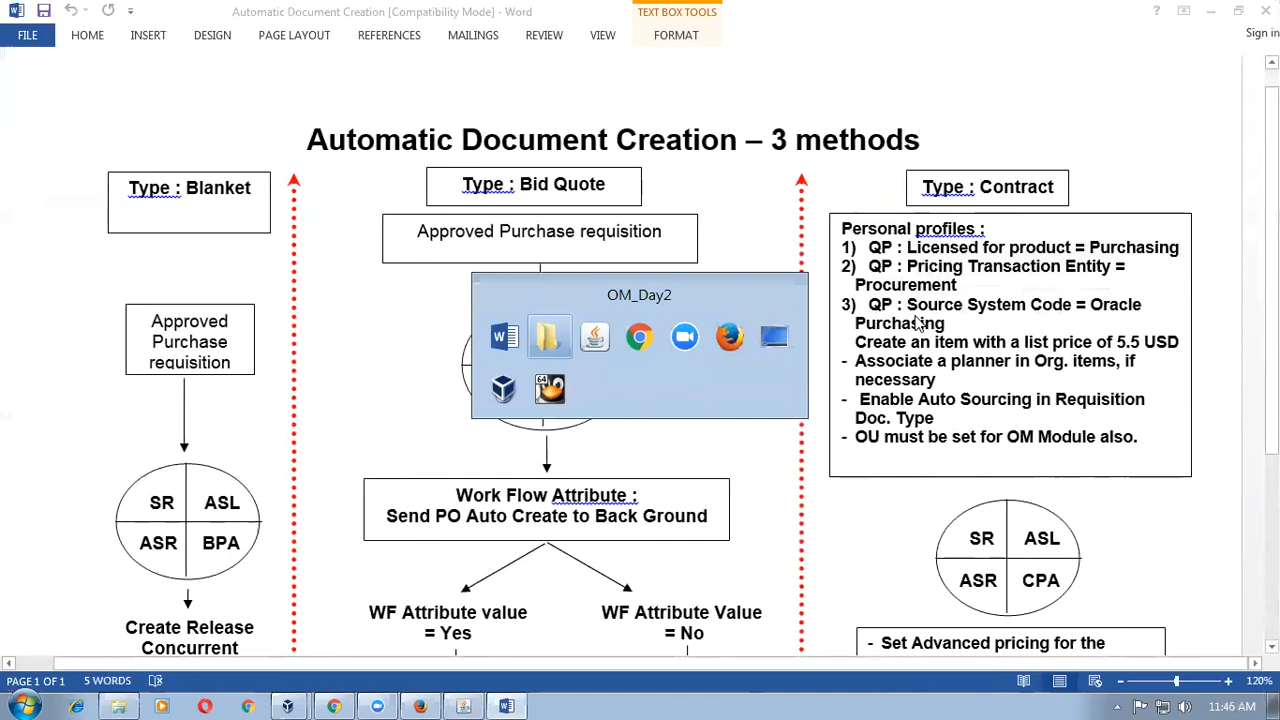 Automatic Document Creation [Compatibility Mode] - Word
TEXT BOX TOOLS
FILE
HOME
INSERT
DESIGN
PAGE LAYOUT
REFERENCES
MAILINGS
REVIEW
VIEW
FORMAT
Sign in
Automatic Document Creation – 3 methods
Type : Blanket
Approved
Purchase
requisition
SR
ASL
ASR
BPA
Create Release
Concurrent
Type : Bid Quote
Approved Purchase requisition
OM_Day2
64
Work Flow Attribute :
Send PO Auto Create to Back Ground
WF Attribute value
= Yes
WF Attribute Value
= No
Type : Contract
Personal profiles :
1) QP : Licensed for product = Purchasing
2) QP : Pricing Transaction Entity =
Procurement
3) QP : Source System Code = Oracle
Purchasing
Create an item with a list price of 5.5 USD
- Associate a planner in Org. items, if
necessary
- Enable Auto Sourcing in Requisition
Doc. Type
- OU must be set for OM Module also.
SR
ASL
ASR
CPA
- Set Advanced pricing for the
PAGE 1 OF 1
5 WORDS
120%
11:46 AM